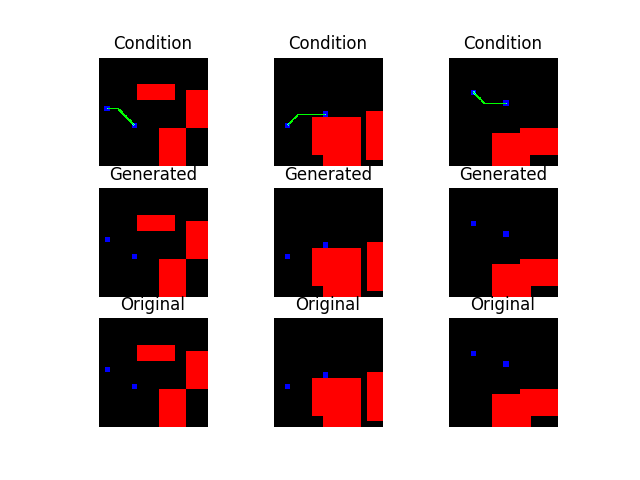 Condition Condition Condition
Generated Generated Generated
Original Original Original